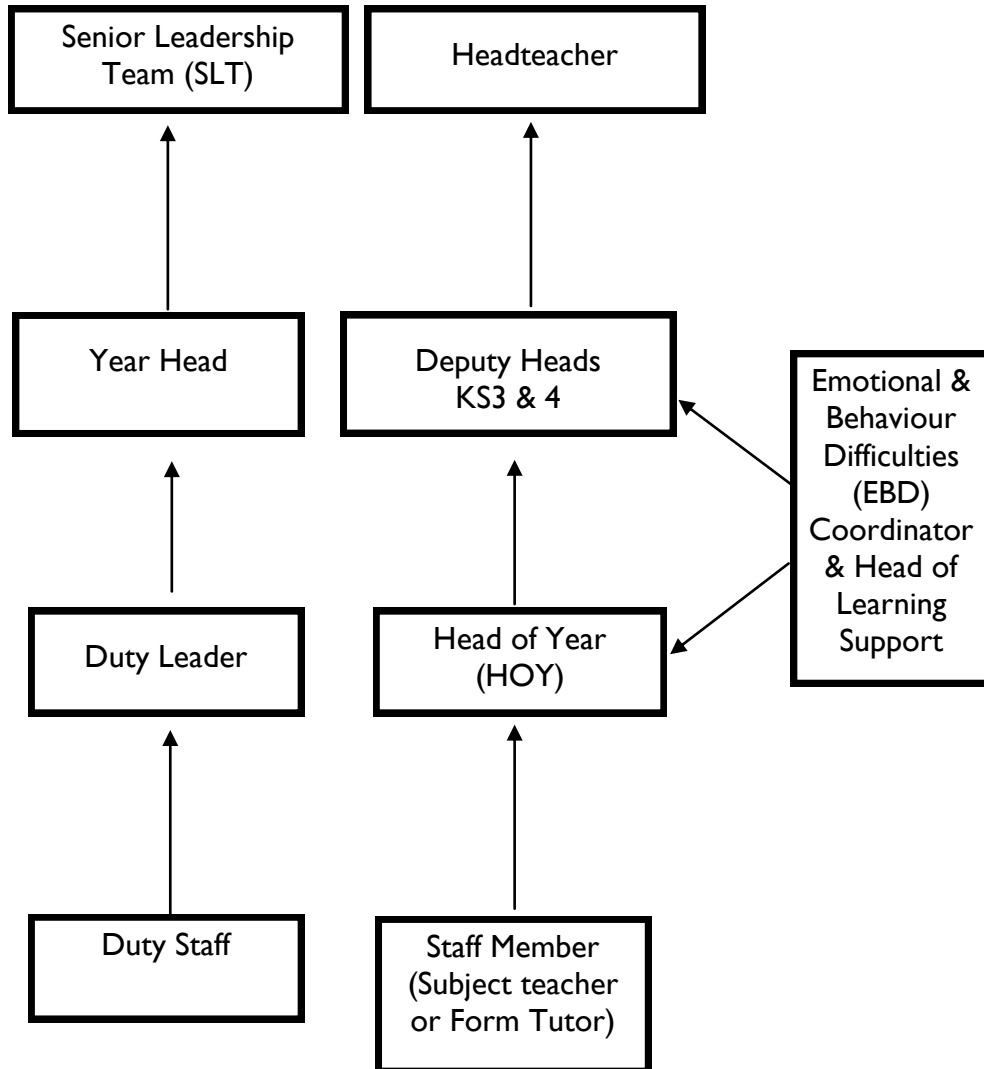 Senior Leadership
Team (SLT)
Headteacher
Year Head
Deputy Heads
KS3 & 4
Emotional &
Behaviour
Difficulties
(EBD)
Coordinator
& Head of
Learning
Support
Duty Leader
Head of Year
(HOY)
Duty Staff
Staff Member
(Subject teacher
or Form Tutor)